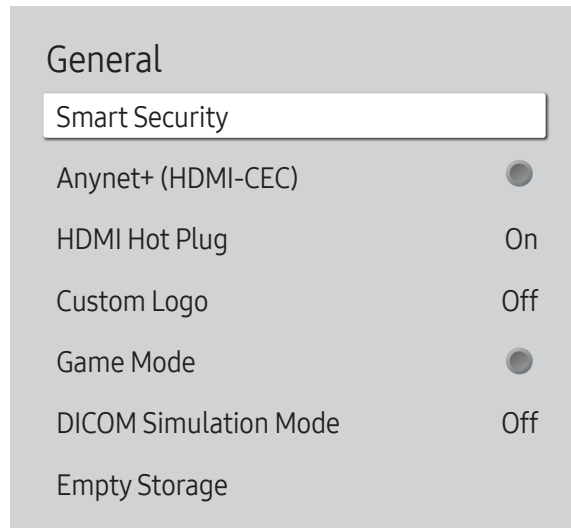 General
Smart Security
Anynet+ (HDMI-CEC)
HDMI Hot Plug On
Custom Logo Off
Game Mode
DICOM Simulation Mode Off
Empty Storage